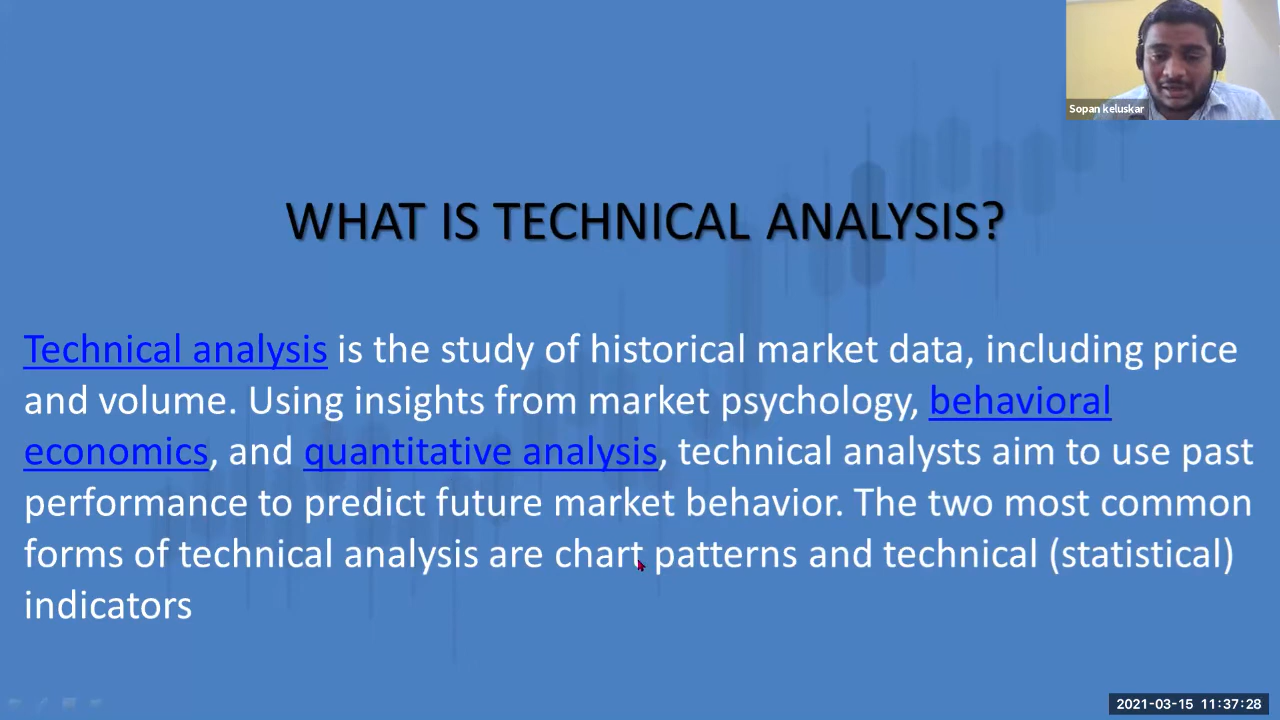 Sopan keluskar
WHAT IS TECHNICAL ANALYSIS?
Technical analysis is the study of historical market data, including price
and volume. Using insights from market psychology, behavioral
economics, and quantitative analysis, technical analysts aim to use past
performance to predict future market behavior. The two most common
forms of technical analysis are chart patterns and technical (statistical)
indicators
2021-03-15 11:37:28